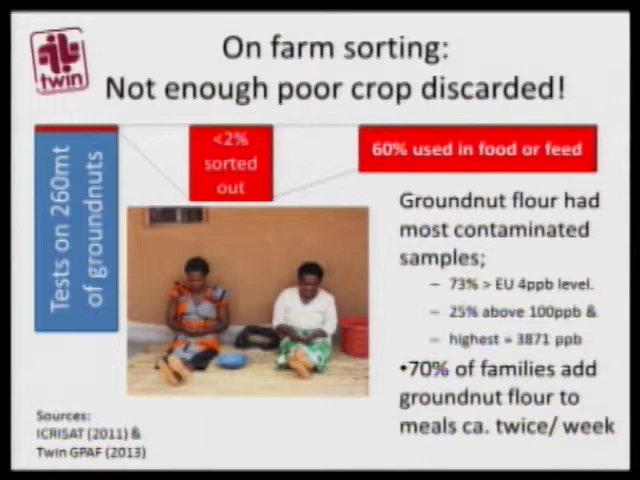 twin
On farm sorting:
Not enough poor crop discarded!
Tests on 260mt
of groundnuts
<2%
sorted
out
60% used in food or feed
Groundnut flour had
most contaminated
samples;
– 73% > EU 4ppb level.
– 25% above 100ppb &
– highest = 3871 ppb
•70% of families add
groundnut flour to
meals ca. twice/ week
Sources:
ICRISAT (2011) &
Twin GPAF (2013)